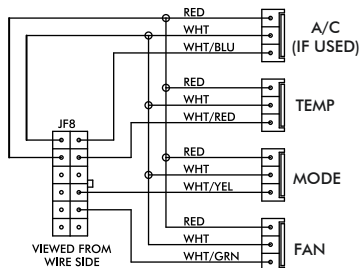 RED
WHT
WHT/BLU
A/C
(IF USED)
RED
WHT
WHT/RED
TEMP
JF8
RED
WHT
WHT/YEL
MODE
RED
WHT
WHT/GRN
FAN
VIEWED FROM
WIRE SIDE